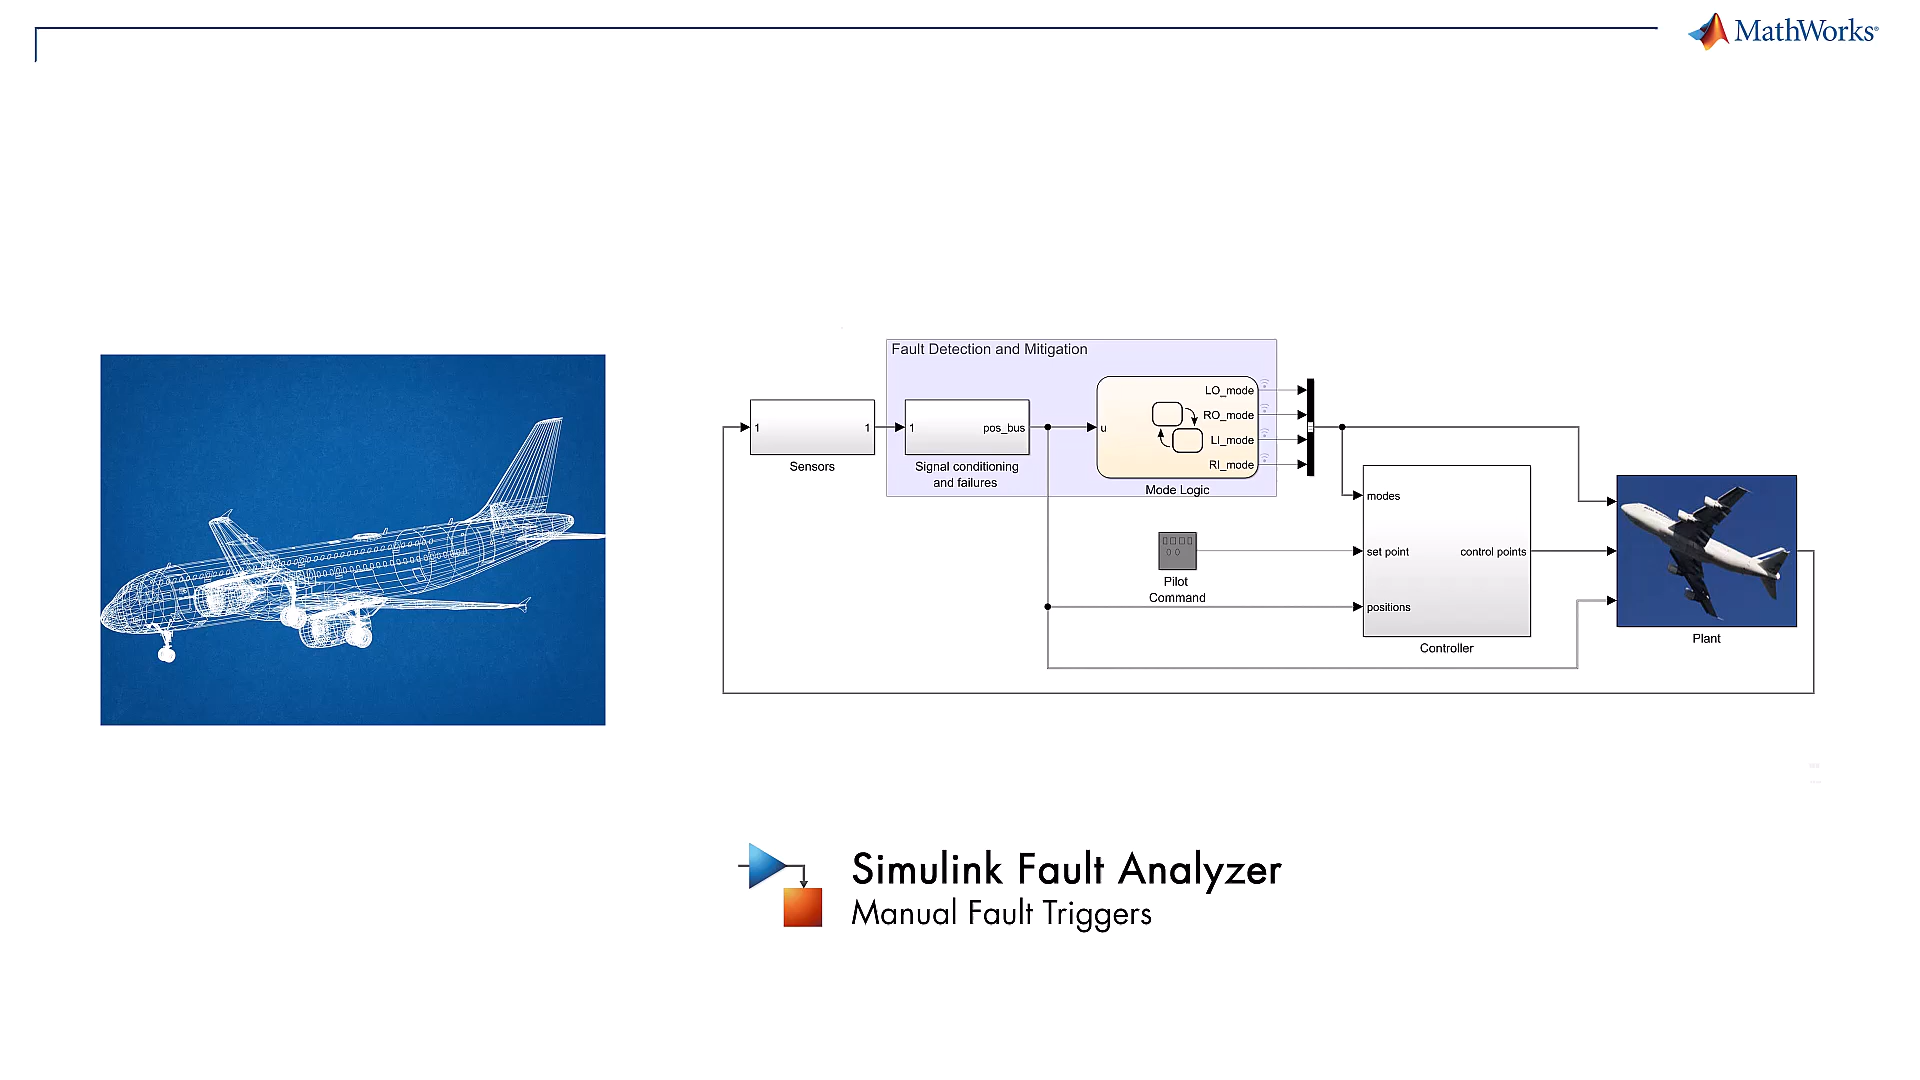 MathWorks®
Fault Detection and Mitigation
LO_mode
RO_mode
LI_mode
RI_mode
1
1
1
pos_bus
u
Sensors
Signal conditioning
and failures
Mode Logic
modes
set point
control points
positions
Pilot
Command
Controller
Plant
Simulink Fault Analyzer
Manual Fault Triggers